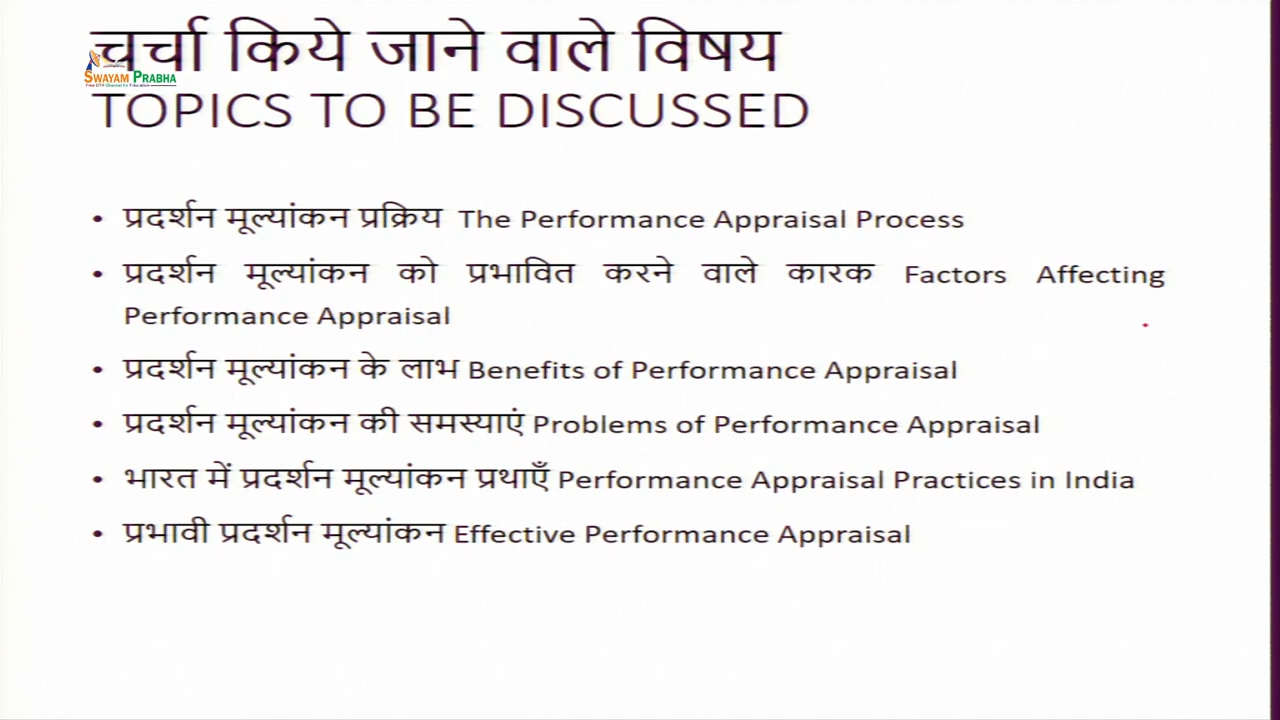 चर्चा किये जाने वाले विषय
SWAYAM PRABHA
TOPICS TO BE DISCUSSED
• प्रदर्शन मूल्यांकन प्रक्रिय The Performance Appraisal Process
• प्रदर्शन मूल्यांकन को प्रभावित करने वाले कारक Factors Affecting
Performance Appraisal
• प्रदर्शन मूल्यांकन के लाभ Benefits of Performance Appraisal
• प्रदर्शन मूल्यांकन की समस्याएं Problems of Performance Appraisal
• भारत में प्रदर्शन मूल्यांकन प्रथाएँ Performance Appraisal Practices in India
• प्रभावी प्रदर्शन मूल्यांकन Effective Performance Appraisal